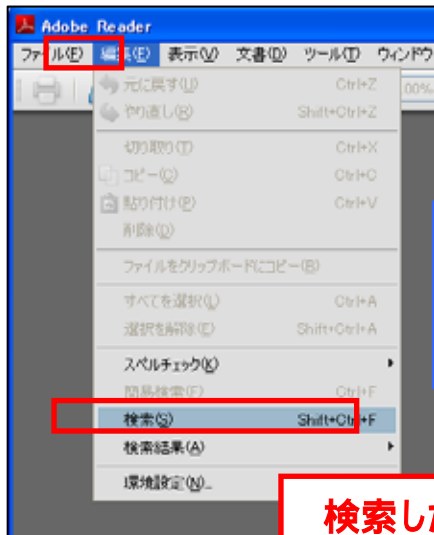 Adobe Reader
ファイル(F) 編集(E) 表示(V) 文書(D) ツール(T) ウィンドウ
元に戻す(U) Ctrl+Z
やり直し(R) Shift+Ctrl+Z
100%
切り取り(T) Ctrl+X
コピー(C) Ctrl+C
貼り付け(P) Ctrl+V
削除(D)
ファイルをクリップボードにコピー(B)
すべてを選択(L) Ctrl+A
選択を解除(E) Shift+Ctrl+A
スペルチェック(K)
簡易検索(F) Ctrl+F
検索(S) Shift+Ctrl+F
検索結果(A)
環境設定(N)...
検索した